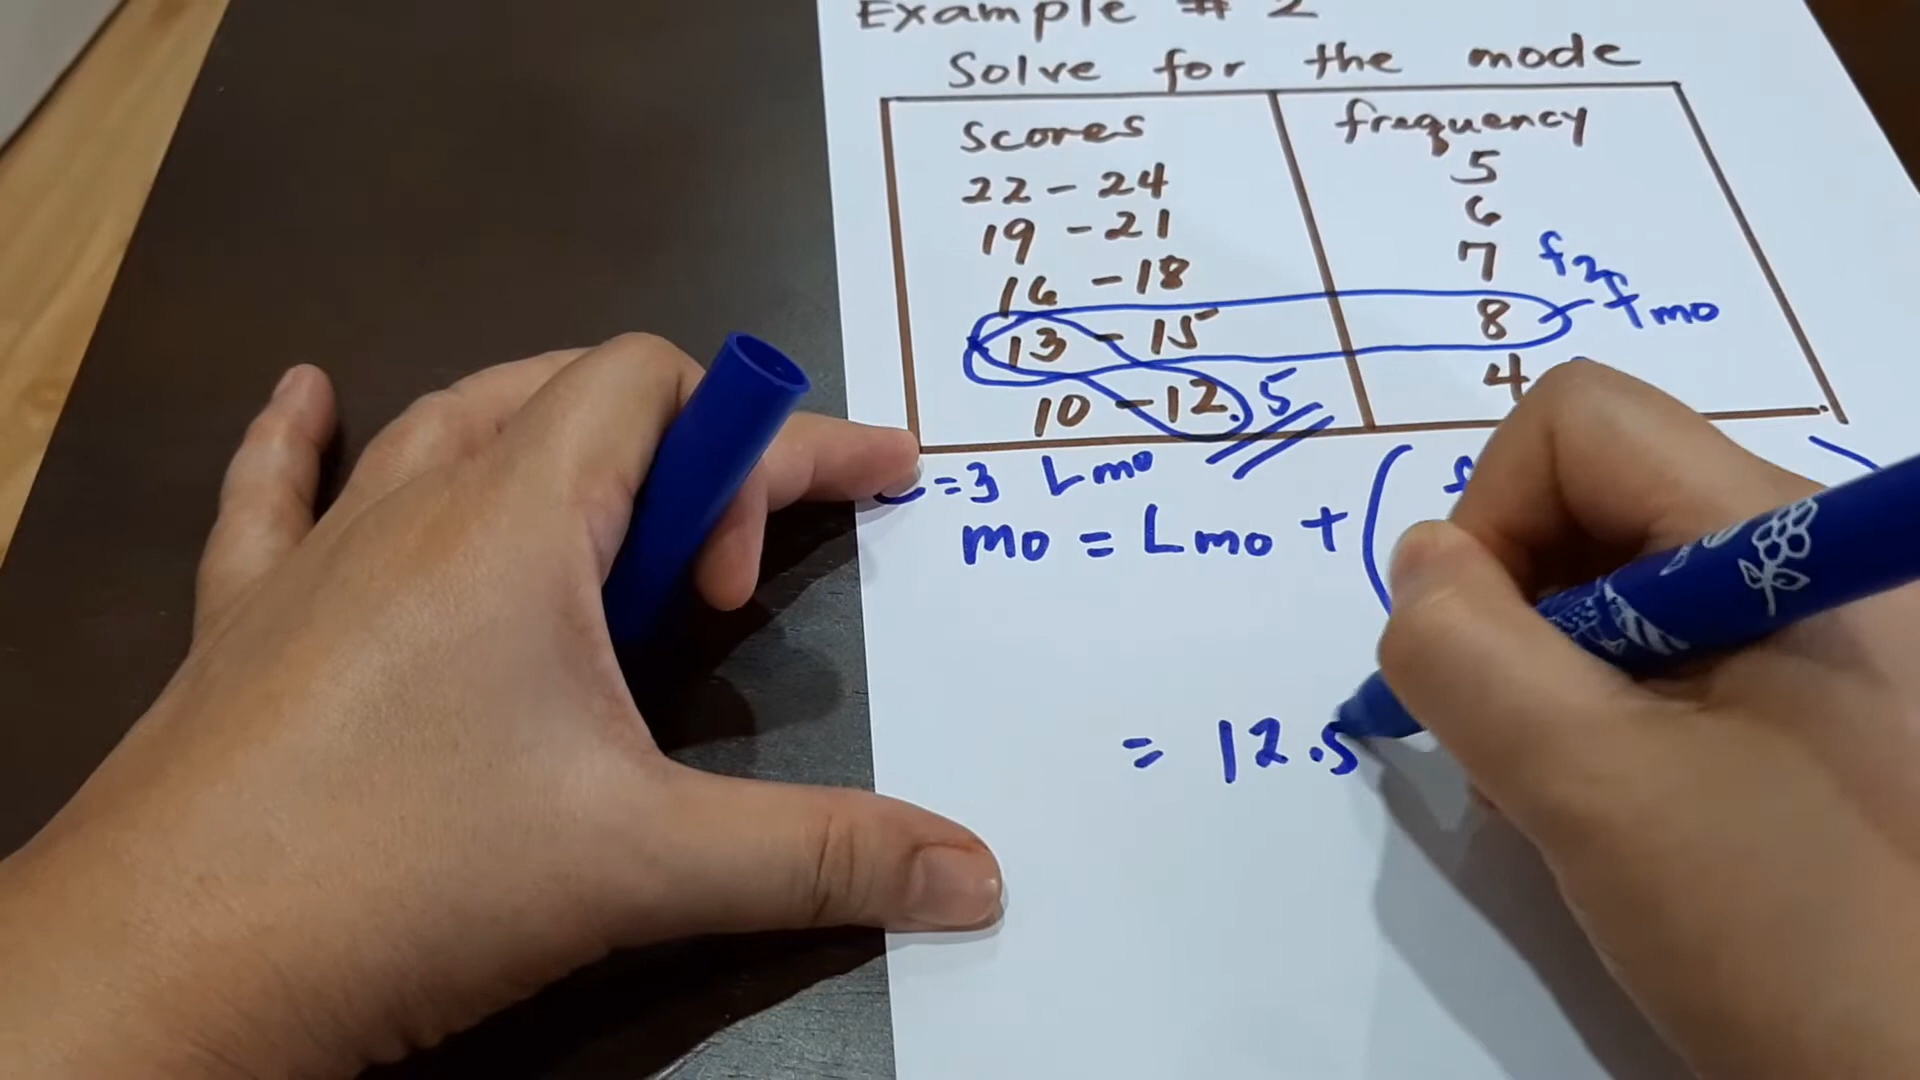 Example # 2
Solve for the mode
Scores frequency
22 - 24 5
19 - 21 6
16 - 18 7 f2
13 - 15 8 fmo
10 - 12.5 4
=3 Lmo
mo = Lmo + ( f )
= 12.5